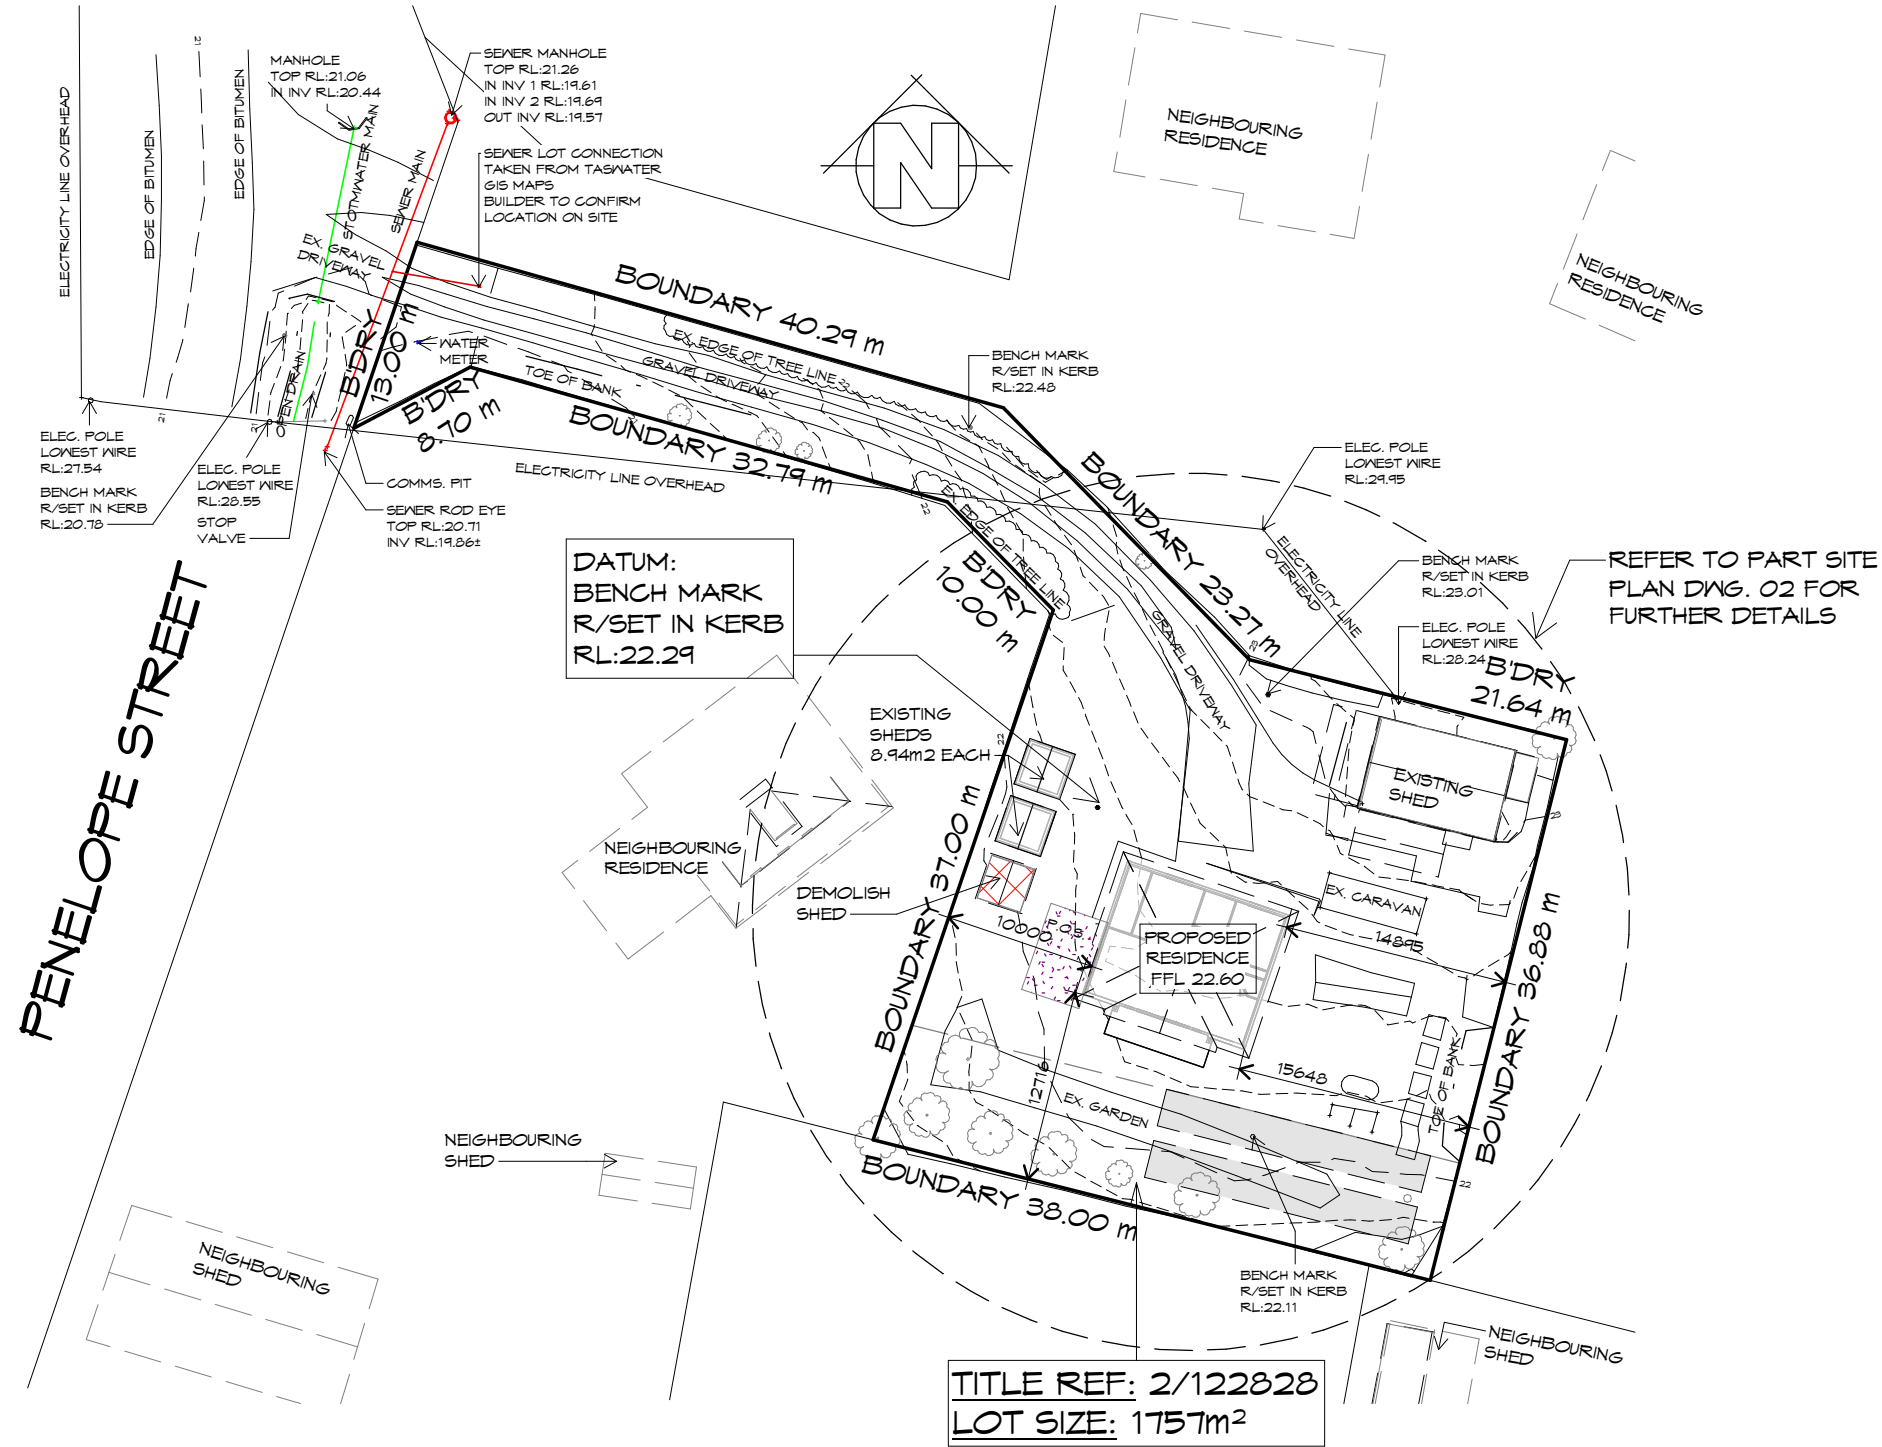 ELECTRICITY LINE OVERHEAD
EDGE OF BITUMEN
21
EDGE OF BITUMEN
MANHOLE
TOP RL:21.06
IN INV RL:20.44
STOTMWATER MAIN
SEWER MAIN
SEWER MANHOLE
TOP RL:21.26
IN INV 1 RL:19.61
IN INV 2 RL:19.69
OUT INV RL:19.57
SEWER LOT CONNECTION
TAKEN FROM TASWATER
GIS MAPS
BUILDER TO CONFIRM
LOCATION ON SITE
N
NEIGHBOURING
RESIDENCE
NEIGHBOURING
RESIDENCE
EX. GRAVEL
DRIVEWAY
BOUNDARY 40.29 m
B'DRY
13.00 m
WATER
METER
EX. EDGE OF TREE LINE
22
GRAVEL DRIVEWAY
TOE OF BANK
BENCH MARK
R/SET IN KERB
RL:22.48
OPEN DRAIN
21
21
B'DRY
8.70 m
BOUNDARY 32.79 m
ELECTRICITY LINE OVERHEAD
ELEC. POLE
LOWEST WIRE
RL:27.54
BENCH MARK
R/SET IN KERB
RL:20.78
ELEC. POLE
LOWEST WIRE
RL:28.55
STOP
VALVE
COMMS. PIT
SEWER ROD EYE
TOP RL:20.71
INV RL:19.86±
22
EX. EDGE OF TREE LINE
B'DRY
10.00 m
BOUNDARY 23.27 m
ELEC. POLE
LOWEST WIRE
RL:29.95
ELECTRICITY LINE
OVERHEAD
BENCH MARK
R/SET IN KERB
RL:23.01
ELEC. POLE
LOWEST WIRE
RL:28.24
REFER TO PART SITE
PLAN DWG. 02 FOR
FURTHER DETAILS
DATUM:
BENCH MARK
R/SET IN KERB
RL:22.29
PENELOPE STREET
GRAVEL DRIVEWAY
B'DRY
21.64 m
EXISTING
SHEDS
8.94m2 EACH
22
EXISTING
SHED
23
NEIGHBOURING
RESIDENCE
DEMOLISH
SHED
BOUNDARY 37.00 m
10000
P.O.S.
PROPOSED
RESIDENCE
FFL 22.60
EX. CARAVAN
14895
BOUNDARY 36.88 m
12716
15648
TOE OF BANK
EX. GARDEN
22
BOUNDARY 38.00 m
NEIGHBOURING
SHED
NEIGHBOURING
SHED
BENCH MARK
R/SET IN KERB
RL:22.11
NEIGHBOURING
SHED
TITLE REF: 2/122828
LOT SIZE: 1757m²